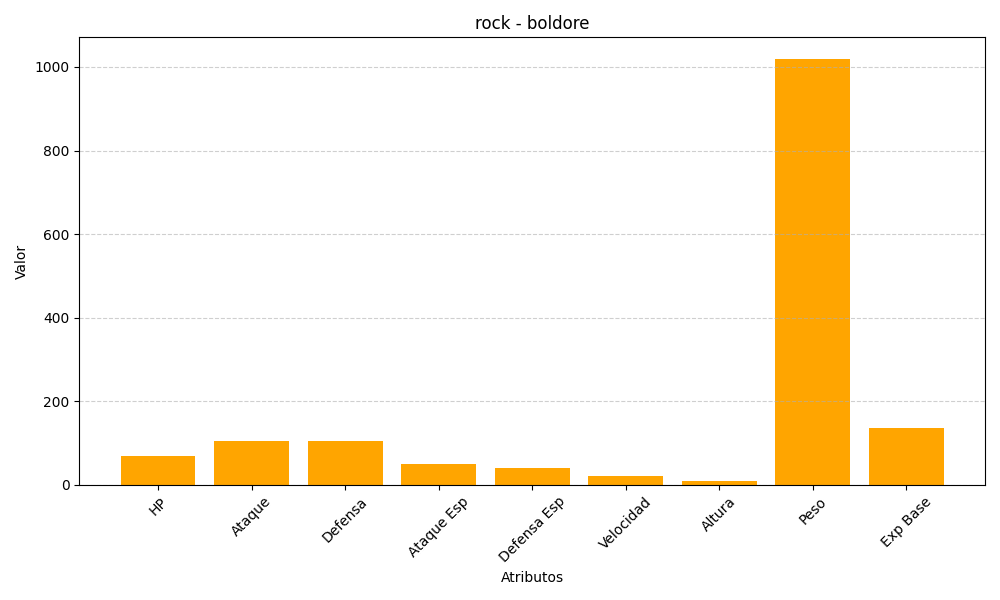 rock - boldore
Valor
1000
800
600
400
200
0
HP
Ataque
Defensa
Ataque Esp
Defensa Esp
Velocidad
Altura
Peso
Exp Base
Atributos